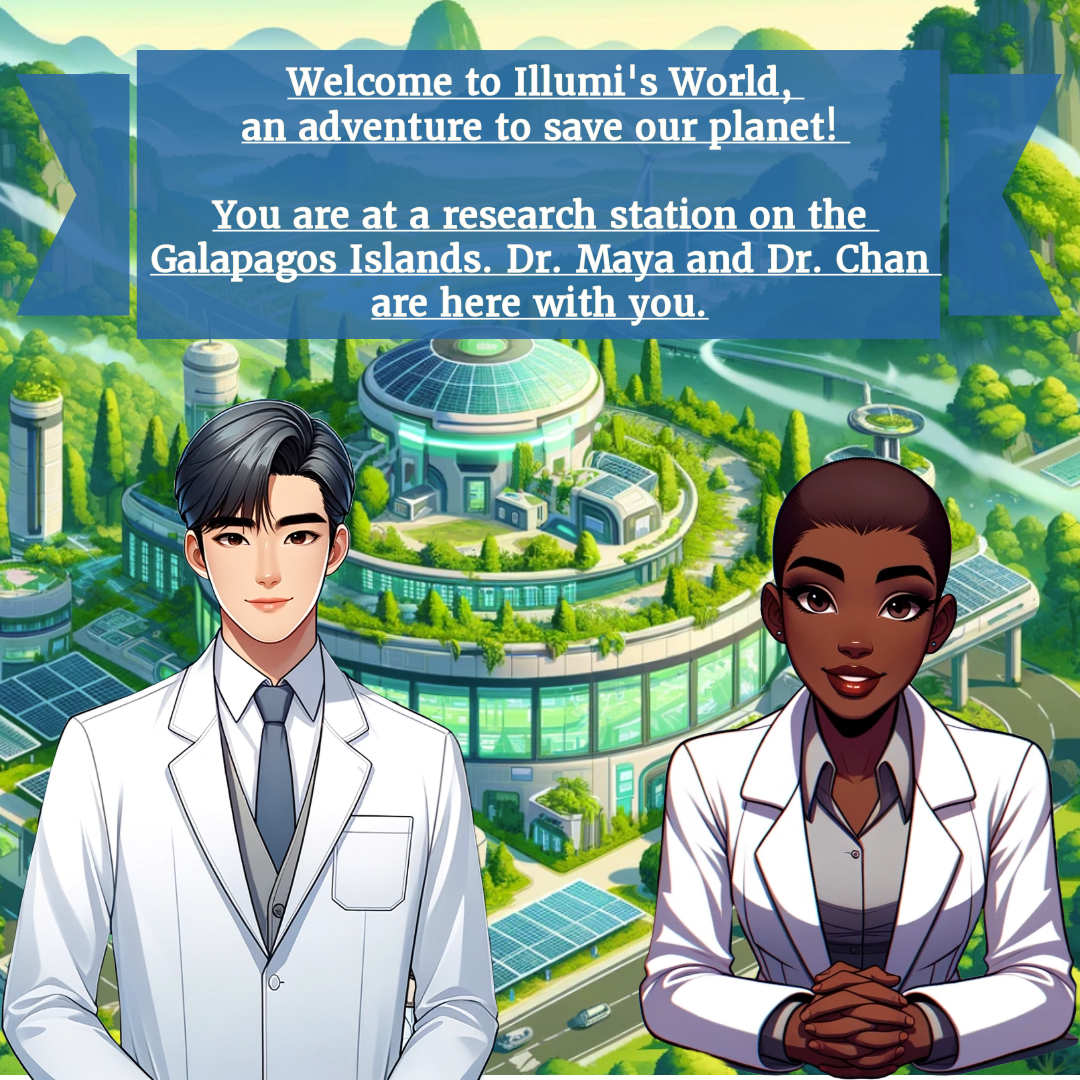 Welcome to Illumi's World,
an adventure to save our planet!
You are at a research station on the
Galapagos Islands. Dr. Maya and Dr. Chan
are here with you.